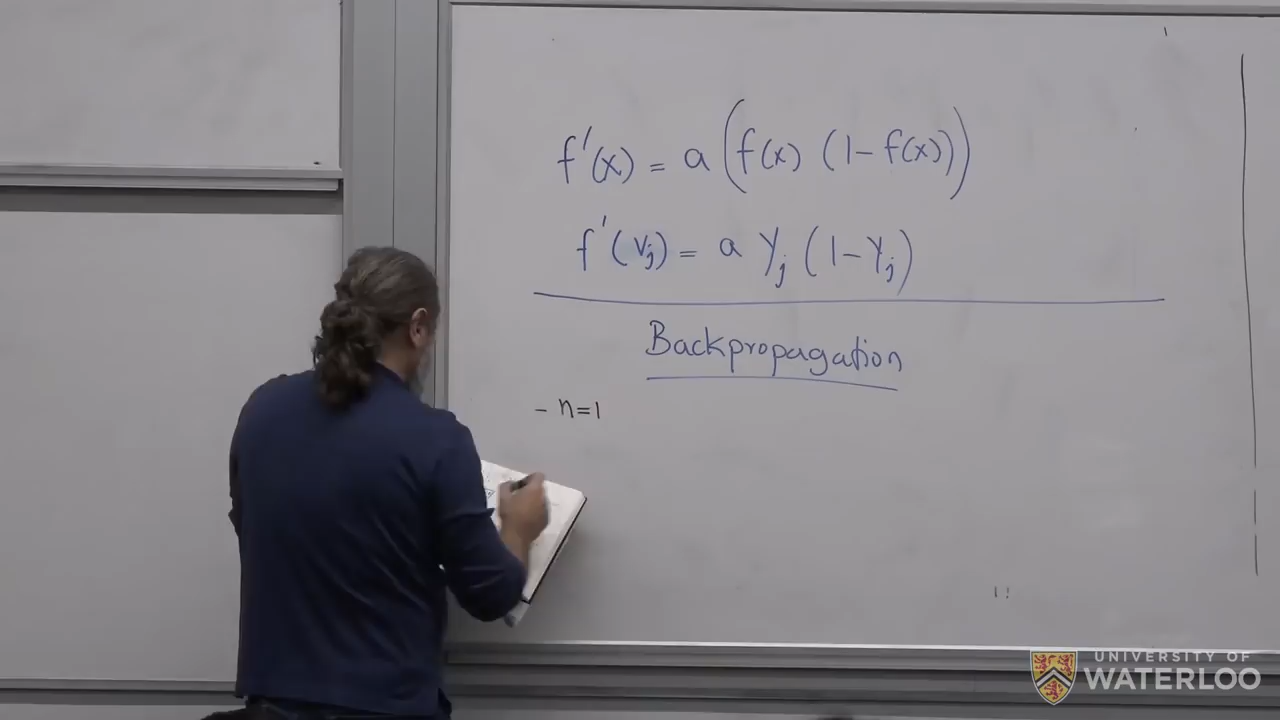 f'(x) = a (f(x) (1 - f(x)))
f'(vj) = a yj (1 - yj)
Backpropagation
- n=1
UNIVERSITY OF
WATERLOO